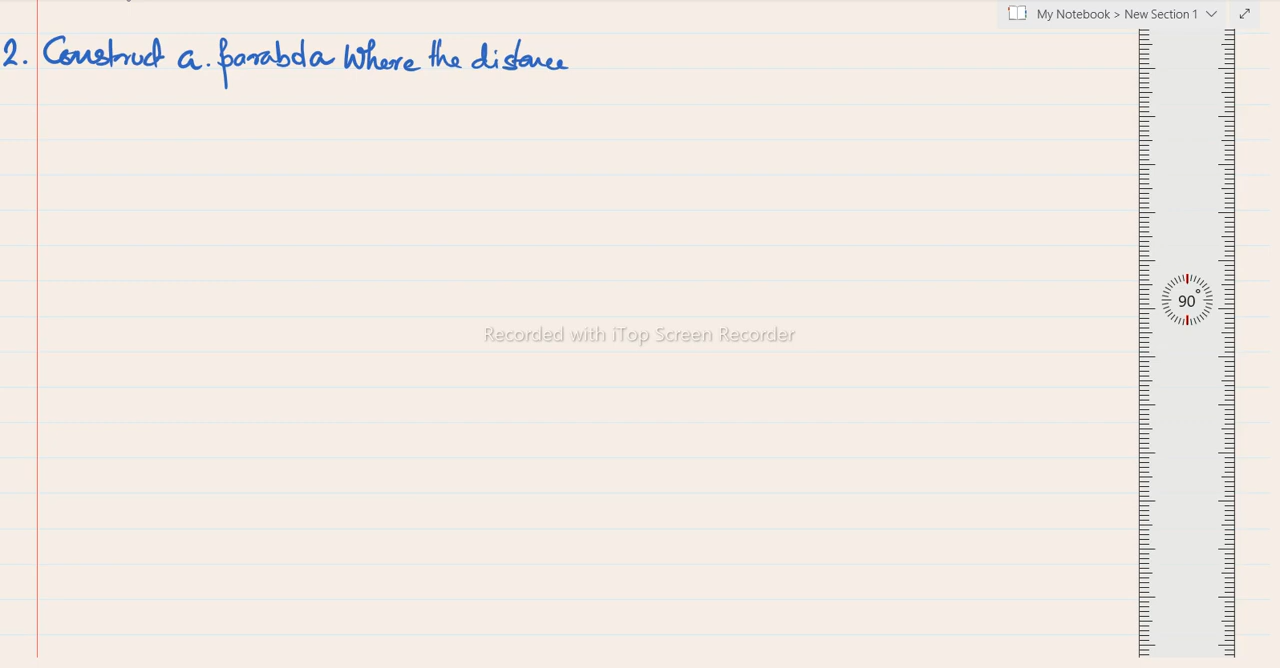 My Notebook > New Section 1
2. Construct a. parabola Where the distance
Recorded with iTop Screen Recorder
90°